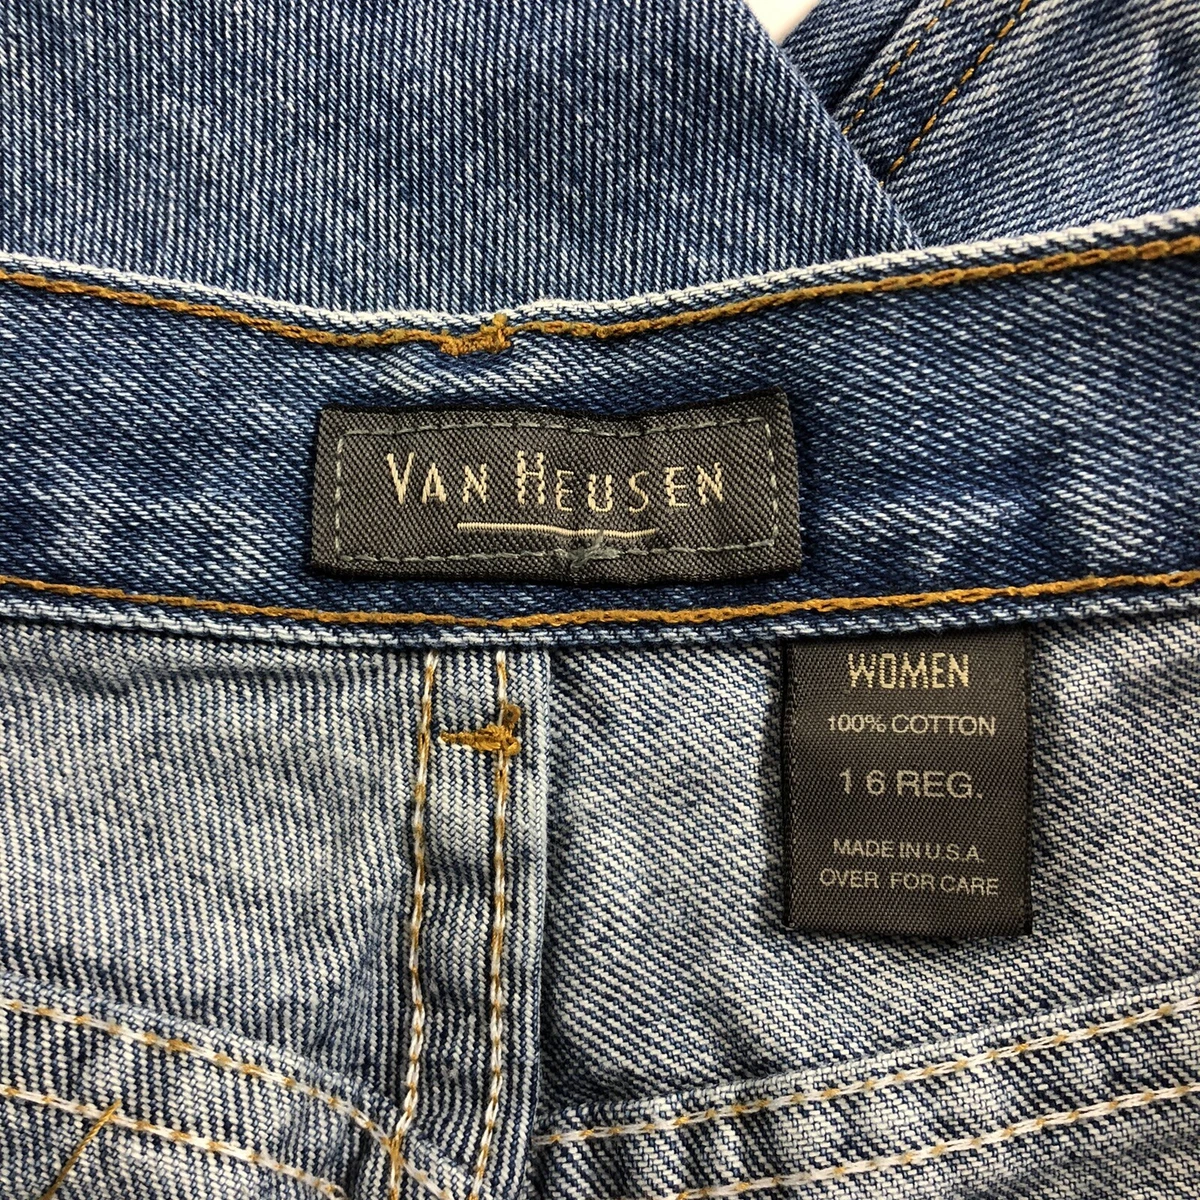 VAN HEUSEN
WOMEN
100% COTTON
16 REG.
MADE IN U.S.A.
OVER FOR CARE